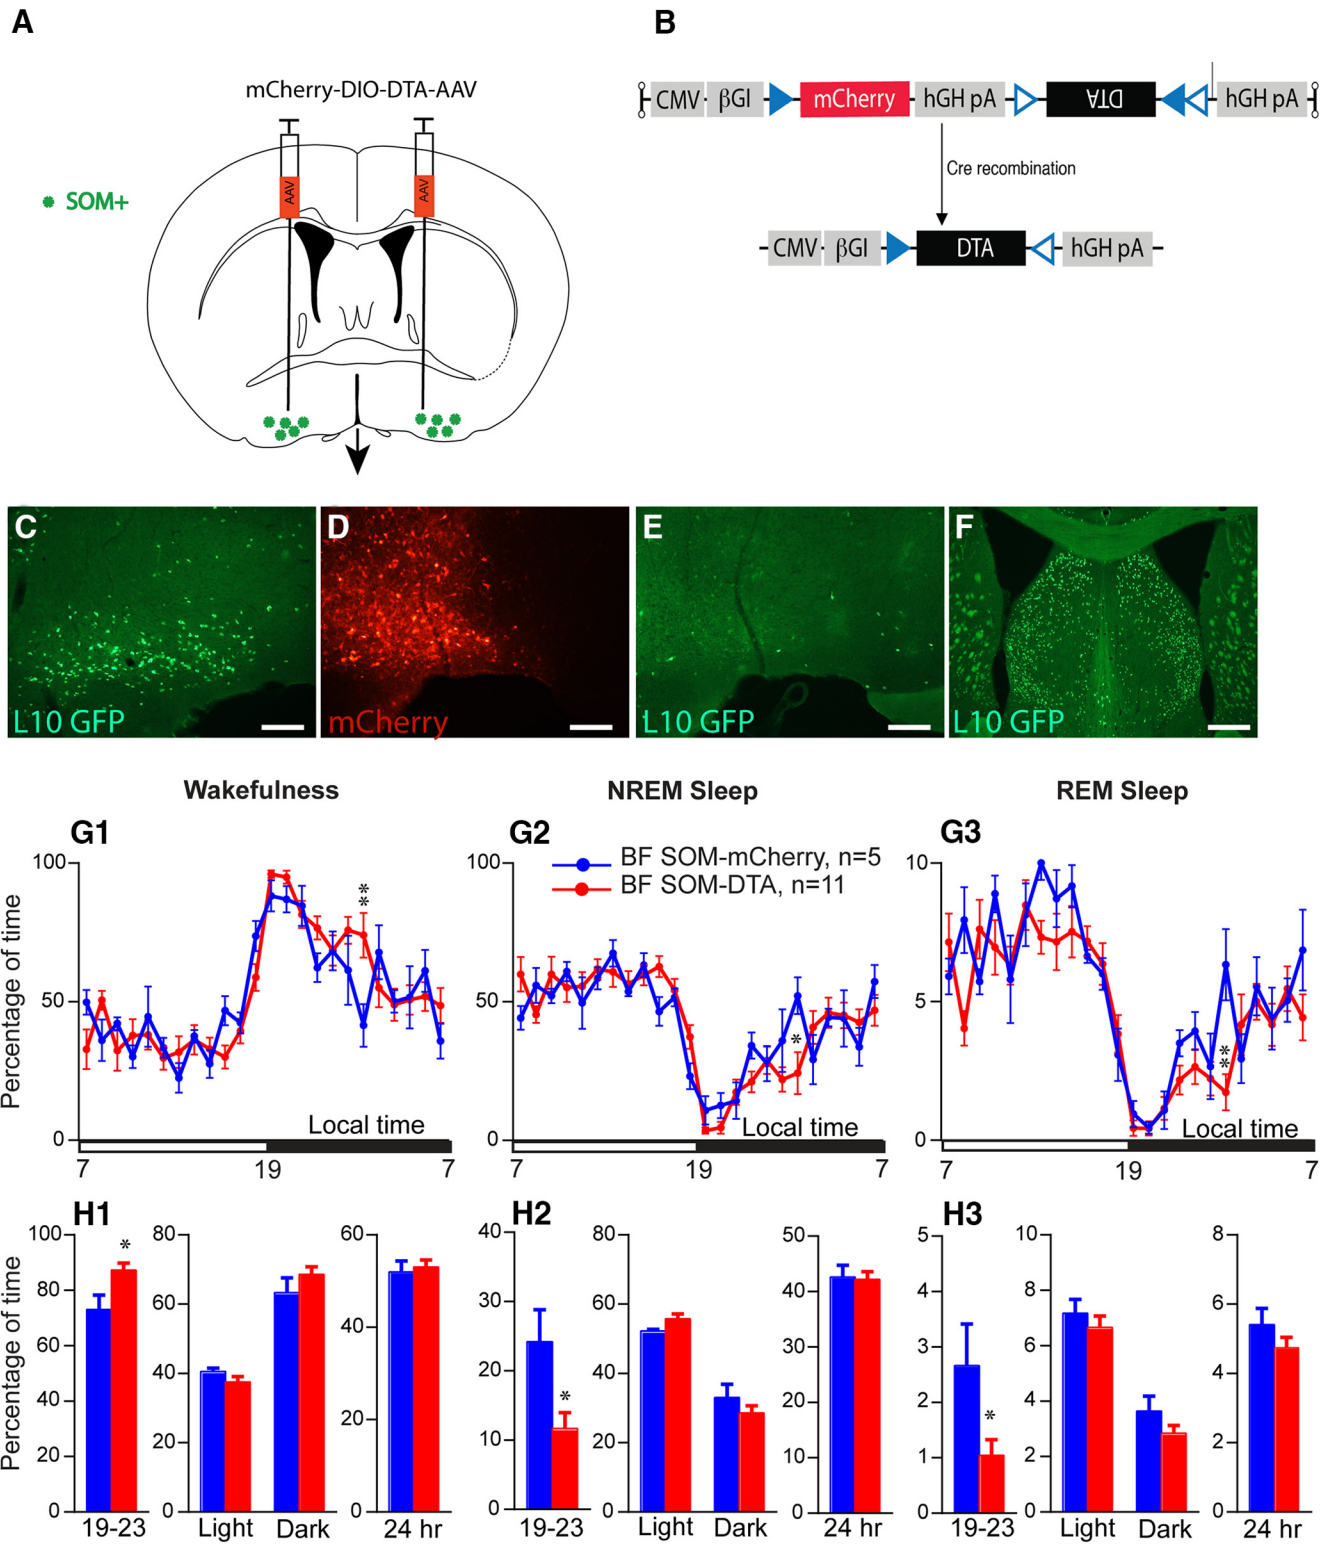 A
B
mCherry-DIO-DTA-AAV
AAV
AAV
SOM+
CMV βGI mCherry hGH pA DTA hGH pA
Cre recombination
CMV βGI DTA hGH pA
C
L10 GFP
D
mCherry
E
L10 GFP
F
L10 GFP
Wakefulness
NREM Sleep
REM Sleep
G1
Percentage of time
100
50
0
**
Local time
7 19 7
G2
BF SOM-mCherry, n=5
BF SOM-DTA, n=11
100
50
0
*
Local time
7 19 7
G3
10
5
0
**
Local time
7 19 7
H1
Percentage of time
100
80
60
40
20
0
*
19-23
80
60
40
20
0
Light Dark
60
40
20
0
24 hr
H2
40
30
20
10
0
*
19-23
80
60
40
20
0
Light Dark
50
40
30
20
10
0
24 hr
H3
5
4
3
2
1
0
*
19-23
10
8
6
4
2
0
Light Dark
8
6
4
2
0
24 hr